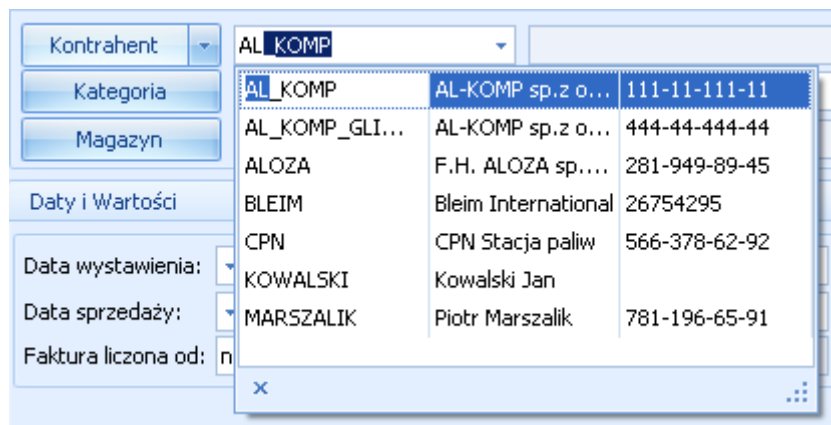 Kontrahent AL_KOMP
Kategoria
Magazyn
AL_KOMP AL-KOMP sp.z o... 111-11-111-11
AL_KOMP_GLI... AL-KOMP sp.z o... 444-44-444-44
ALOZA F.H. ALOZA sp.... 281-949-89-45
BLEIM Bleim International 26754295
CPN CPN Stacja paliw 566-378-62-92
KOWALSKI Kowalski Jan
MARSZALIK Piotr Marszalik 781-196-65-91
Daty i Wartości
Data wystawienia:
Data sprzedaży:
Faktura liczona od: n